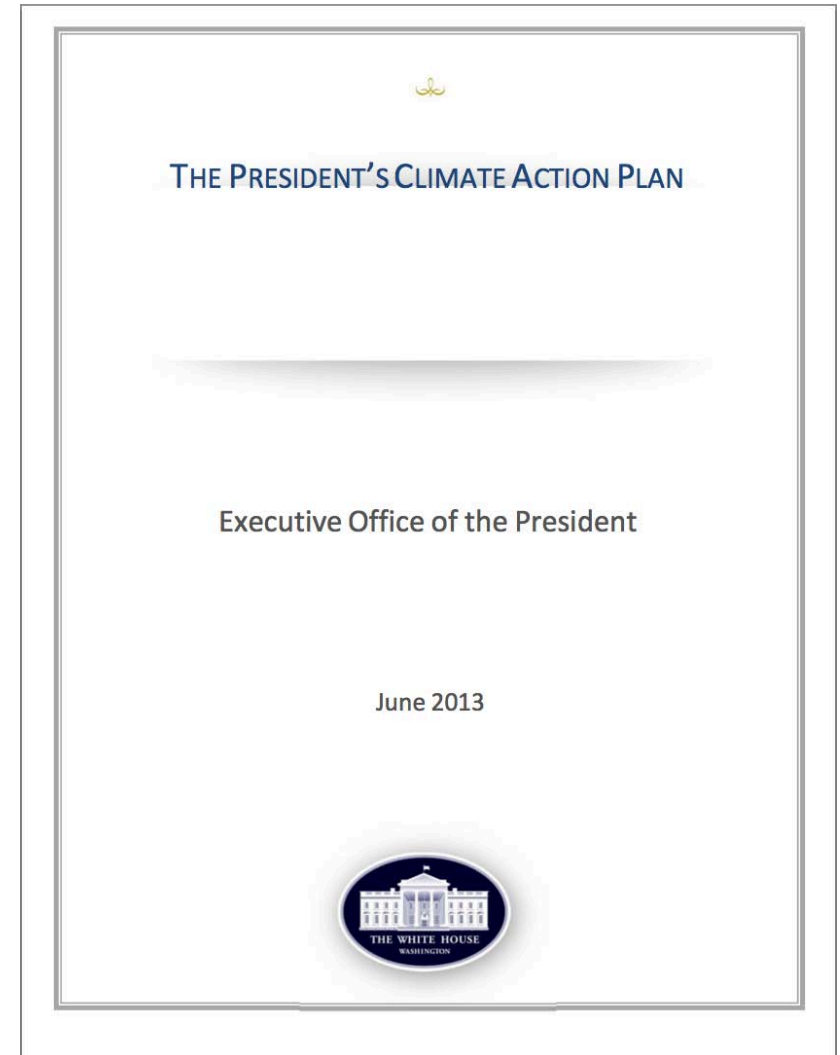 THE PRESIDENT'S CLIMATE ACTION PLAN
Executive Office of the President
June 2013
THE WHITE HOUSE
WASHINGTON